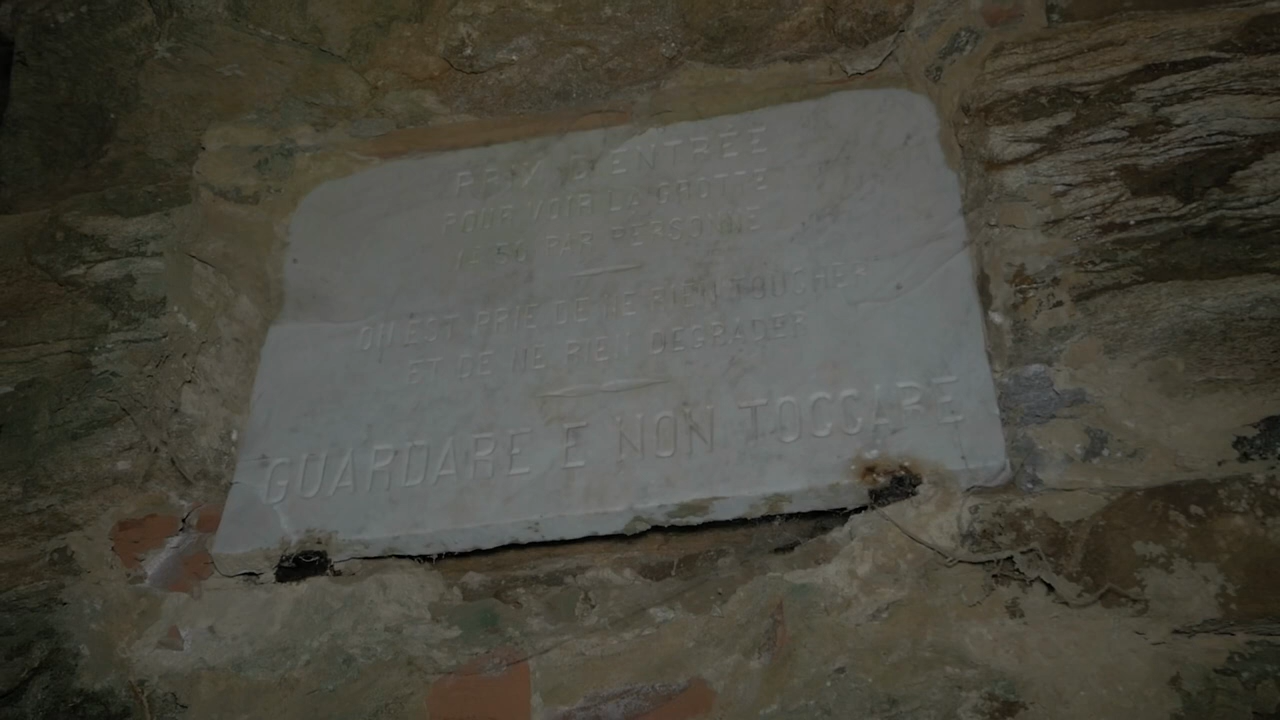 PRIX D'ENTRÉE
POUR VOIR LA GROTTE
PAR PERSONNE
ON EST PRIÉ DE NE RIEN TOUCHER
ET DE NE RIEN DEGRADER
GUARDARE E NON TOCCARE